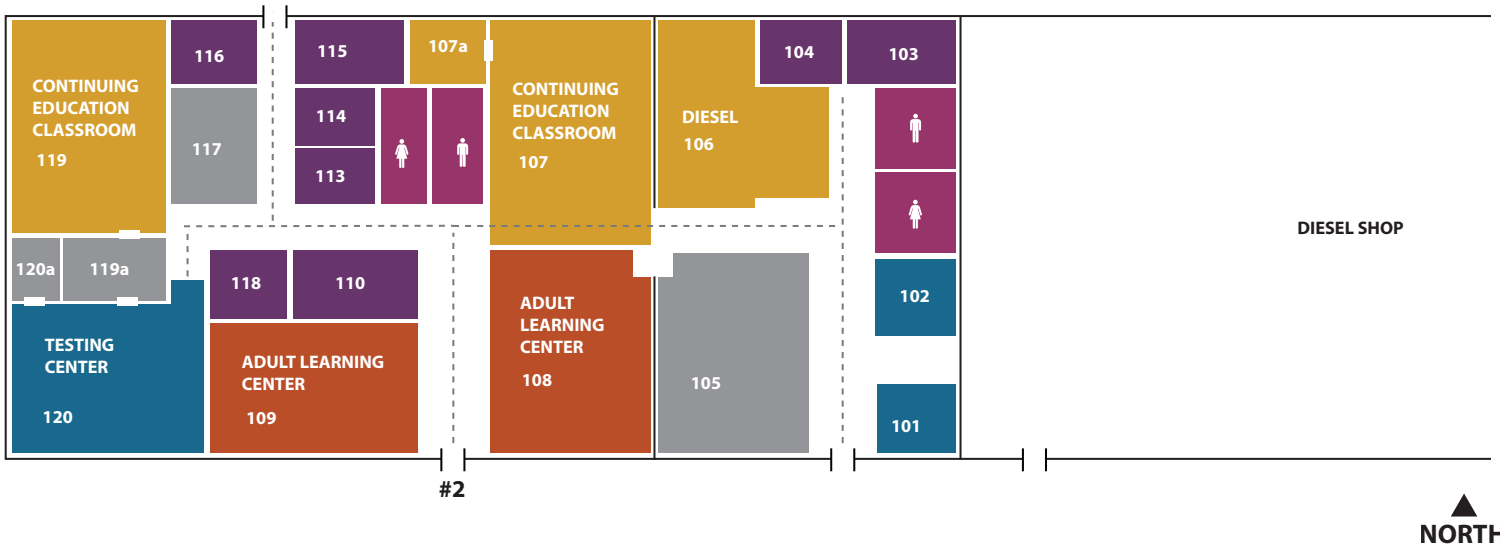 116
115
107a
104
103
CONTINUING
EDUCATION
CLASSROOM
119
117
114
113
CONTINUING
EDUCATION
CLASSROOM
107
DIESEL
106
DIESEL SHOP
120a
119a
118
110
102
TESTING
CENTER
120
ADULT LEARNING
CENTER
109
ADULT
LEARNING
CENTER
108
105
101
#2
NORTH